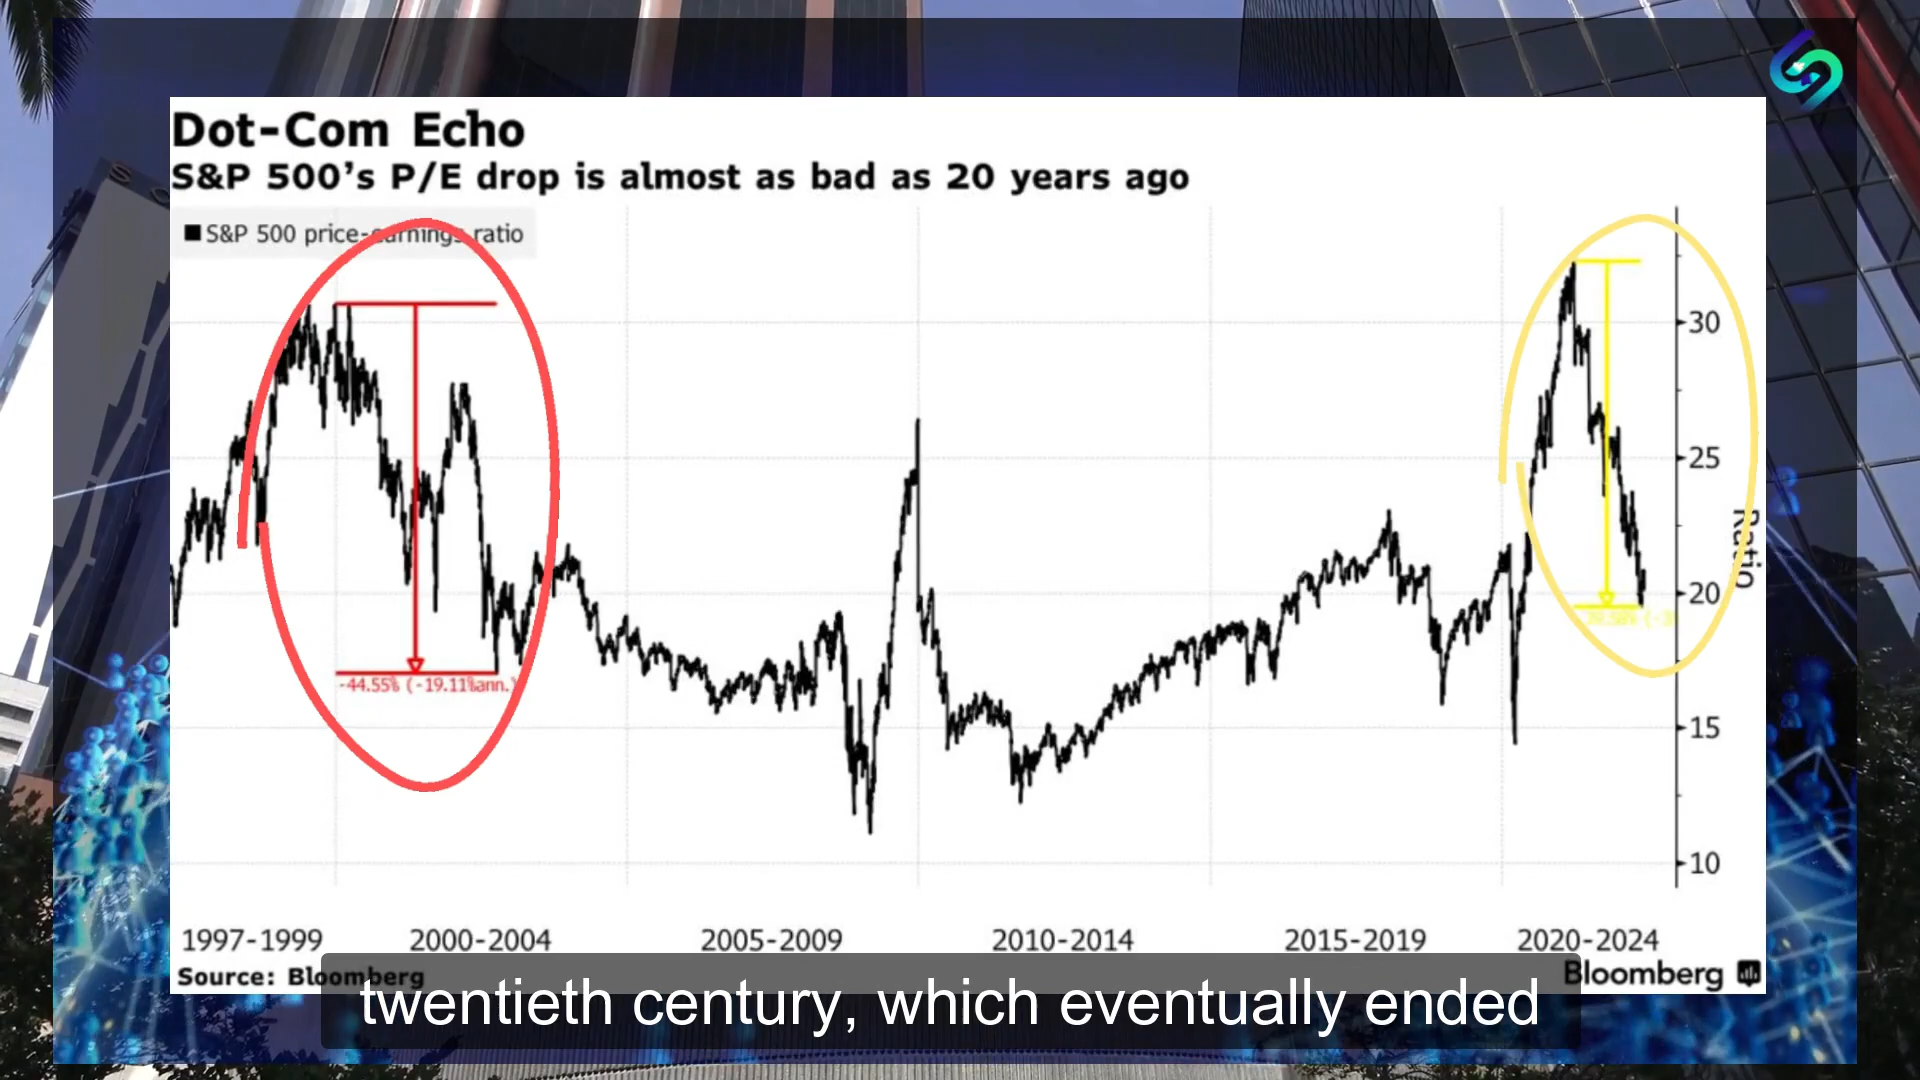 Dot-Com Echo
S&P 500's P/E drop is almost as bad as 20 years ago
S&P 500 price-earnings ratio
30
25
20
15
10
Ratio
-44.55% (-19.11%ann.)
1997-1999 2000-2004 2005-2009 2010-2014 2015-2019 2020-2024
Source: Bloomberg
Bloomberg
twentieth century, which eventually ended